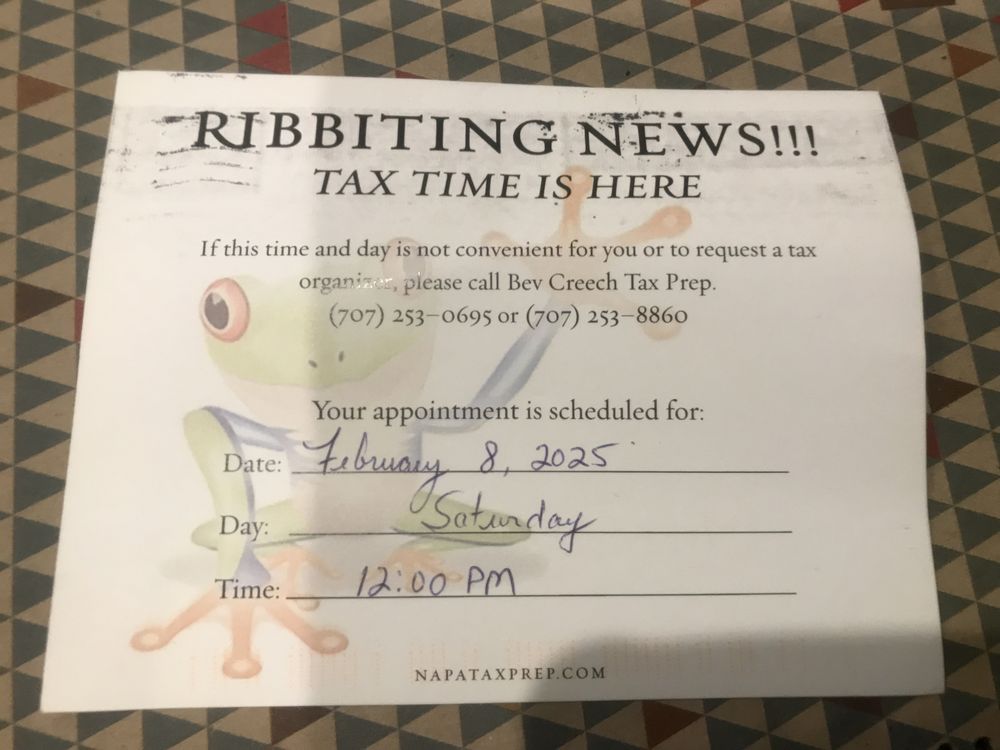 RIBBITING NEWS!!!
TAX TIME IS HERE
If this time and day is not convenient for you or to request a tax
organizer, please call Bev Creech Tax Prep.
(707) 253-0695 or (707) 253-8860
Your appointment is scheduled for:
Date: February 8, 2025
Day: Saturday
Time: 12:00 PM
NAPATAXPREP.COM